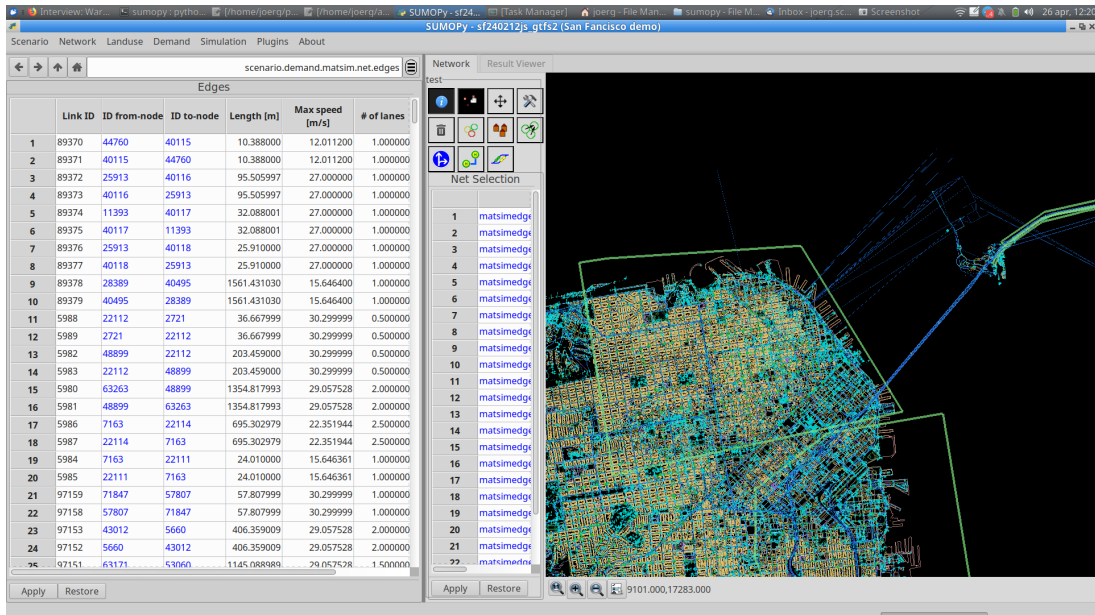 Interview: War... sumopy : pytho... [/home/joerg/p... [/home/joerg/a... SUMOPy - sf24... [Task Manager] joerg - File Man... sumopy - File M... Inbox - joerg.sc... Screenshot 26 apr, 12:20
SUMOPy - sf240212js_gtfs2 (San Fancisco demo)
Scenario Network Landuse Demand Simulation Plugins About
scenario.demand.matsim.net.edges
Edges
Link ID ID from-node ID to-node Length [m] Max speed [m/s] # of lanes
1 89370 44760 40115 10.388000 12.011200 1.000000
2 89371 40115 44760 10.388000 12.011200 1.000000
3 89372 25913 40116 95.505997 27.000000 1.000000
4 89373 40116 25913 95.505997 27.000000 1.000000
5 89374 11393 40117 32.088001 27.000000 1.000000
6 89375 40117 11393 32.088001 27.000000 1.000000
7 89376 25913 40118 25.910000 27.000000 1.000000
8 89377 40118 25913 25.910000 27.000000 1.000000
9 89378 28389 40495 1561.431030 15.646400 1.000000
10 89379 40495 28389 1561.431030 15.646400 1.000000
11 5988 22112 2721 36.667999 30.299999 0.500000
12 5989 2721 22112 36.667999 30.299999 0.500000
13 5982 48899 22112 203.459000 30.299999 0.500000
14 5983 22112 48899 203.459000 30.299999 0.500000
15 5980 63263 48899 1354.817993 29.057528 2.000000
16 5981 48899 63263 1354.817993 29.057528 2.000000
17 5986 7163 22114 695.302979 22.351944 2.500000
18 5987 22114 7163 695.302979 22.351944 2.500000
19 5984 7163 22111 24.010000 15.646361 1.000000
20 5985 22111 7163 24.010000 15.646361 1.000000
21 97159 71847 57807 57.807999 30.299999 1.000000
22 97158 57807 71847 57.807999 30.299999 1.000000
23 97153 43012 5660 406.359009 29.057528 2.000000
24 97152 5660 43012 406.359009 29.057528 2.000000
25 97151 63171 53060 1145.088989 29.057528 1.500000
Apply Restore
Network Result Viewer
test
Net Selection
1 matsimedge
2 matsimedge
3 matsimedge
4 matsimedge
5 matsimedge
6 matsimedge
7 matsimedge
8 matsimedge
9 matsimedge
10 matsimedge
11 matsimedge
12 matsimedge
13 matsimedge
14 matsimedge
15 matsimedge
16 matsimedge
17 matsimedge
18 matsimedge
19 matsimedge
20 matsimedge
21 matsimedge
22 matsimedge
Apply Restore
9101.000,17283.000